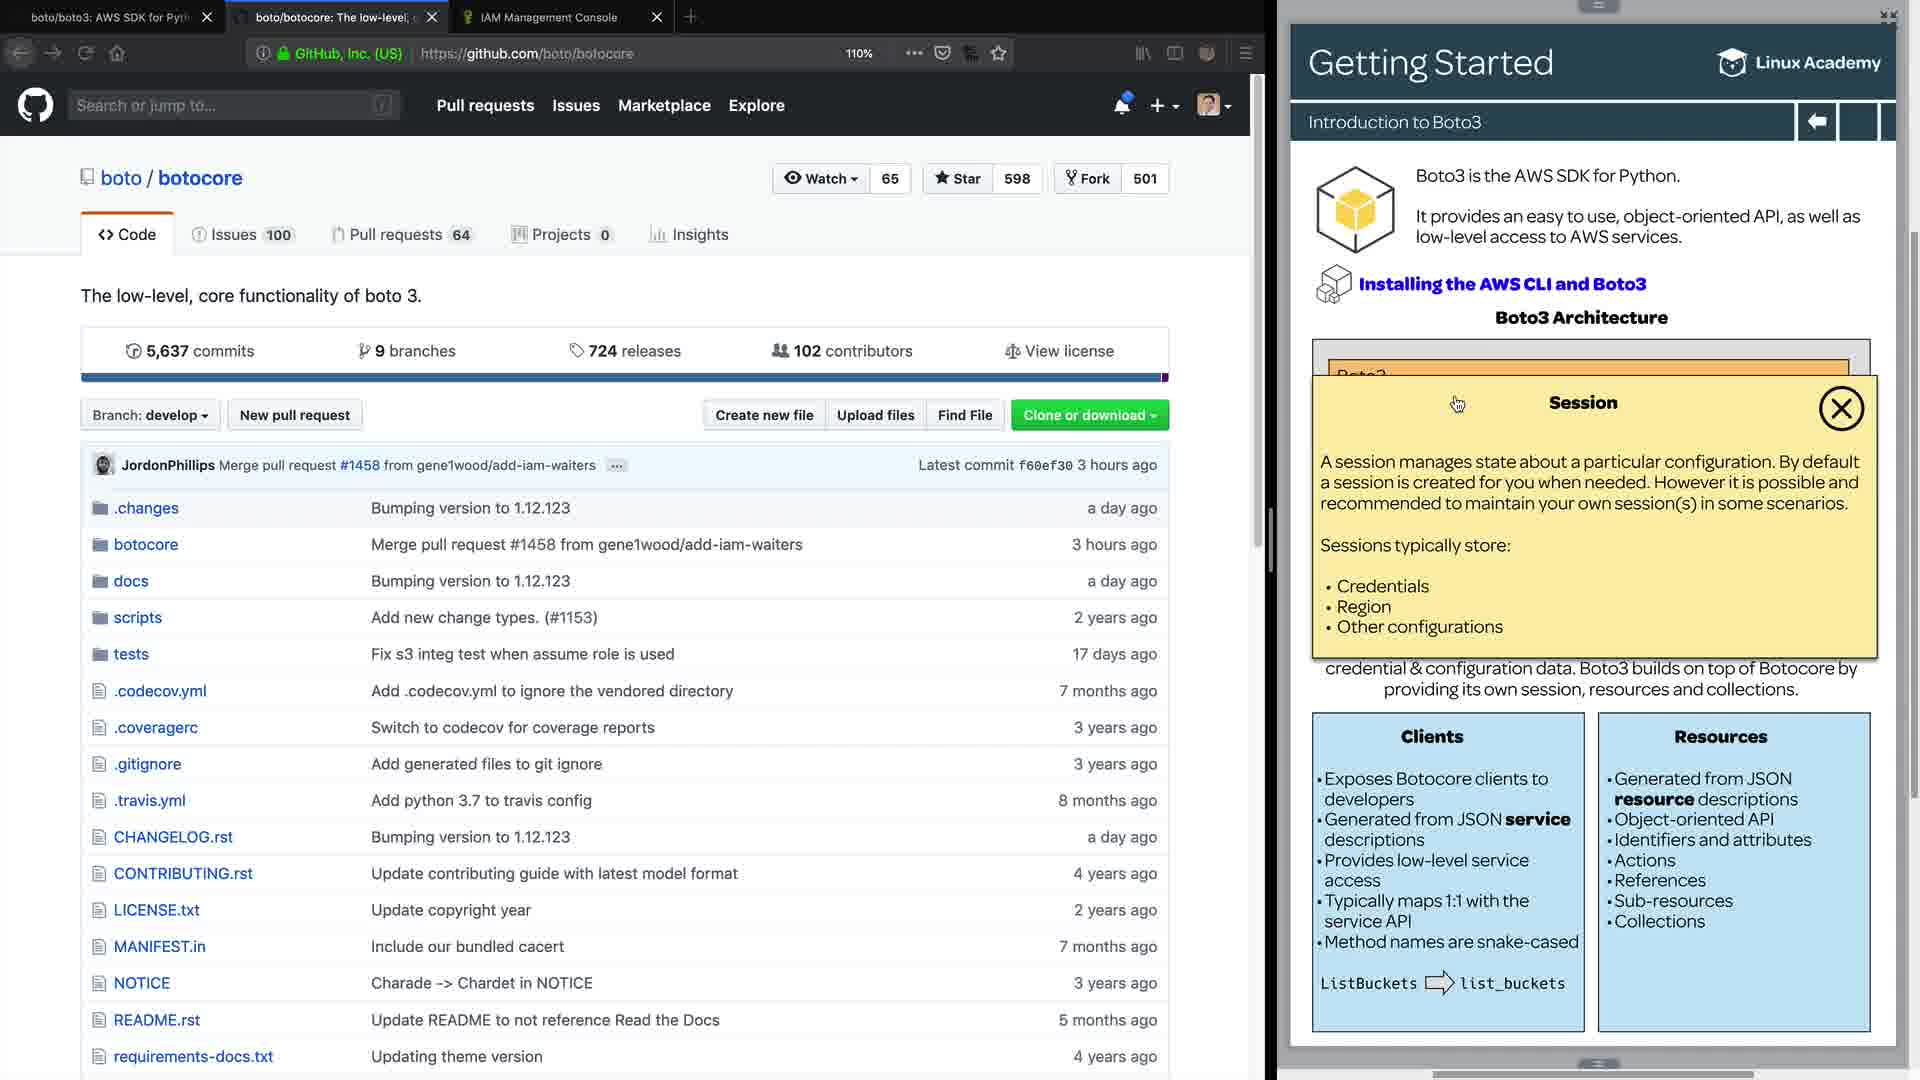 boto/boto3: AWS SDK for Pyth
boto/botocore: The low-level, c
IAM Management Console
GitHub, Inc. (US)
https://github.com/boto/botocore
110%
Search or jump to...
Pull requests
Issues
Marketplace
Explore
boto / botocore
Watch
65
Star
598
Fork
501
Code
Issues 100
Pull requests 64
Projects 0
Insights
The low-level, core functionality of boto 3.
5,637 commits
9 branches
724 releases
102 contributors
View license
Branch: develop
New pull request
Create new file
Upload files
Find File
Clone or download
JordonPhillips Merge pull request #1458 from gene1wood/add-iam-waiters ...
Latest commit f60ef30 3 hours ago
.changes Bumping version to 1.12.123 a day ago
botocore Merge pull request #1458 from gene1wood/add-iam-waiters 3 hours ago
docs Bumping version to 1.12.123 a day ago
scripts Add new change types. (#1153) 2 years ago
tests Fix s3 integ test when assume role is used 17 days ago
.codecov.yml Add .codecov.yml to ignore the vendored directory 7 months ago
.coveragerc Switch to codecov for coverage reports 3 years ago
.gitignore Add generated files to git ignore 3 years ago
.travis.yml Add python 3.7 to travis config 8 months ago
CHANGELOG.rst Bumping version to 1.12.123 a day ago
CONTRIBUTING.rst Update contributing guide with latest model format 4 years ago
LICENSE.txt Update copyright year 2 years ago
MANIFEST.in Include our bundled cacert 7 months ago
NOTICE Charade -> Chardet in NOTICE 3 years ago
README.rst Update README to not reference Read the Docs 5 months ago
requirements-docs.txt Updating theme version 4 years ago
Getting Started
Linux Academy
Introduction to Boto3
Boto3 is the AWS SDK for Python.
It provides an easy to use, object-oriented API, as well as
low-level access to AWS services.
Installing the AWS CLI and Boto3
Boto3 Architecture
Boto3
Session
A session manages state about a particular configuration. By default
a session is created for you when needed. However it is possible and
recommended to maintain your own session(s) in some scenarios.
Sessions typically store:
• Credentials
• Region
• Other configurations
credential & configuration data. Boto3 builds on top of Botocore by
providing its own session, resources and collections.
Clients
• Exposes Botocore clients to
developers
• Generated from JSON service
descriptions
• Provides low-level service
access
• Typically maps 1:1 with the
service API
• Method names are snake-cased
ListBuckets list_buckets
Resources
• Generated from JSON
resource descriptions
• Object-oriented API
• Identifiers and attributes
• Actions
• References
• Sub-resources
• Collections